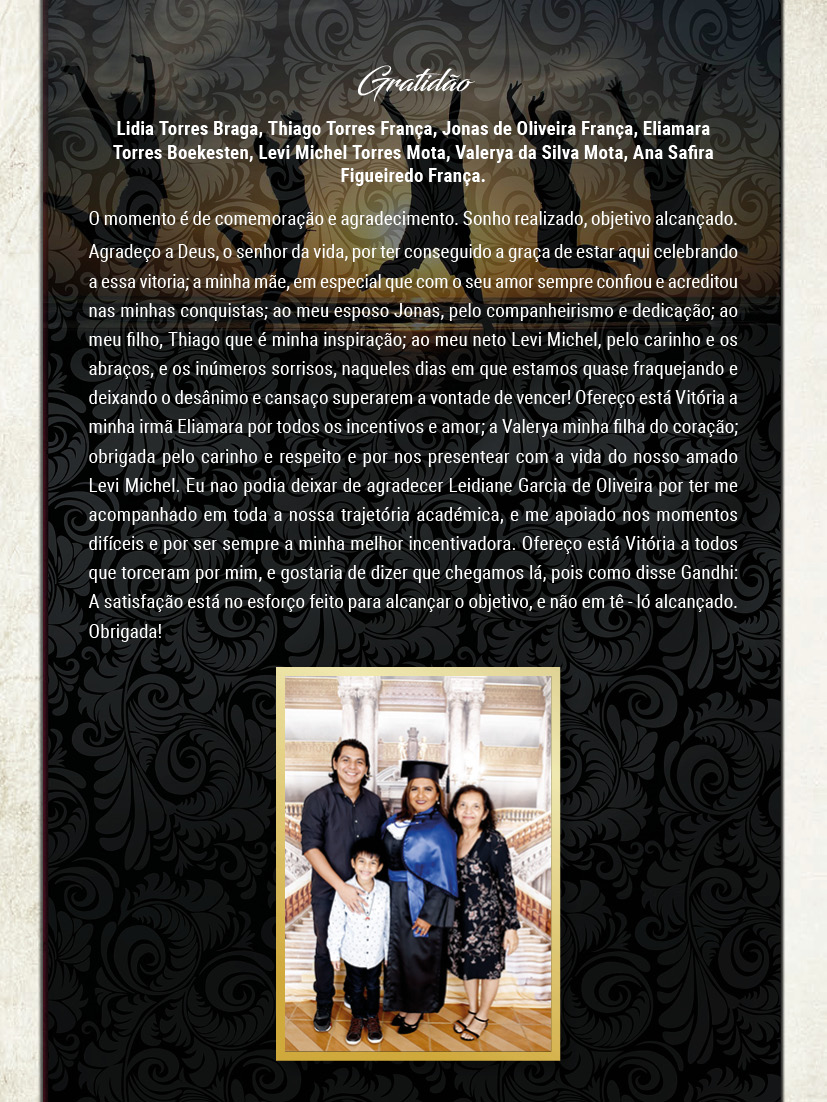 Gratidão
Lidia Torres Braga, Thiago Torres França, Jonas de Oliveira França, Eliamara
Torres Boekesten, Levi Michel Torres Mota, Valerya da Silva Mota, Ana Safira
Figueiredo França.
O momento é de comemoração e agradecimento. Sonho realizado, objetivo alcançado.
Agradeço a Deus, o senhor da vida, por ter conseguido a graça de estar aqui celebrando
a essa vitoria; a minha mãe, em especial que com o seu amor sempre confiou e acreditou
nas minhas conquistas; ao meu esposo Jonas, pelo companheirismo e dedicação; ao
meu filho, Thiago que é minha inspiração; ao meu neto Levi Michel, pelo carinho e os
abraços, e os inúmeros sorrisos, naqueles dias em que estamos quase fraquejando e
deixando o desânimo e cansaço superarem a vontade de vencer! Ofereço está Vitória a
minha irmã Eliamara por todos os incentivos e amor; a Valerya minha filha do coração;
obrigada pelo carinho e respeito e por nos presentear com a vida do nosso amado
Levi Michel. Eu nao podia deixar de agradecer Leidiane Garcia de Oliveira por ter me
acompanhado em toda a nossa trajetória académica, e me apoiado nos momentos
difíceis e por ser sempre a minha melhor incentivadora. Ofereço está Vitória a todos
que torceram por mim, e gostaria de dizer que chegamos lá, pois como disse Gandhi:
A satisfação está no esforço feito para alcançar o objetivo, e não em tê - ló alcançado.
Obrigada!